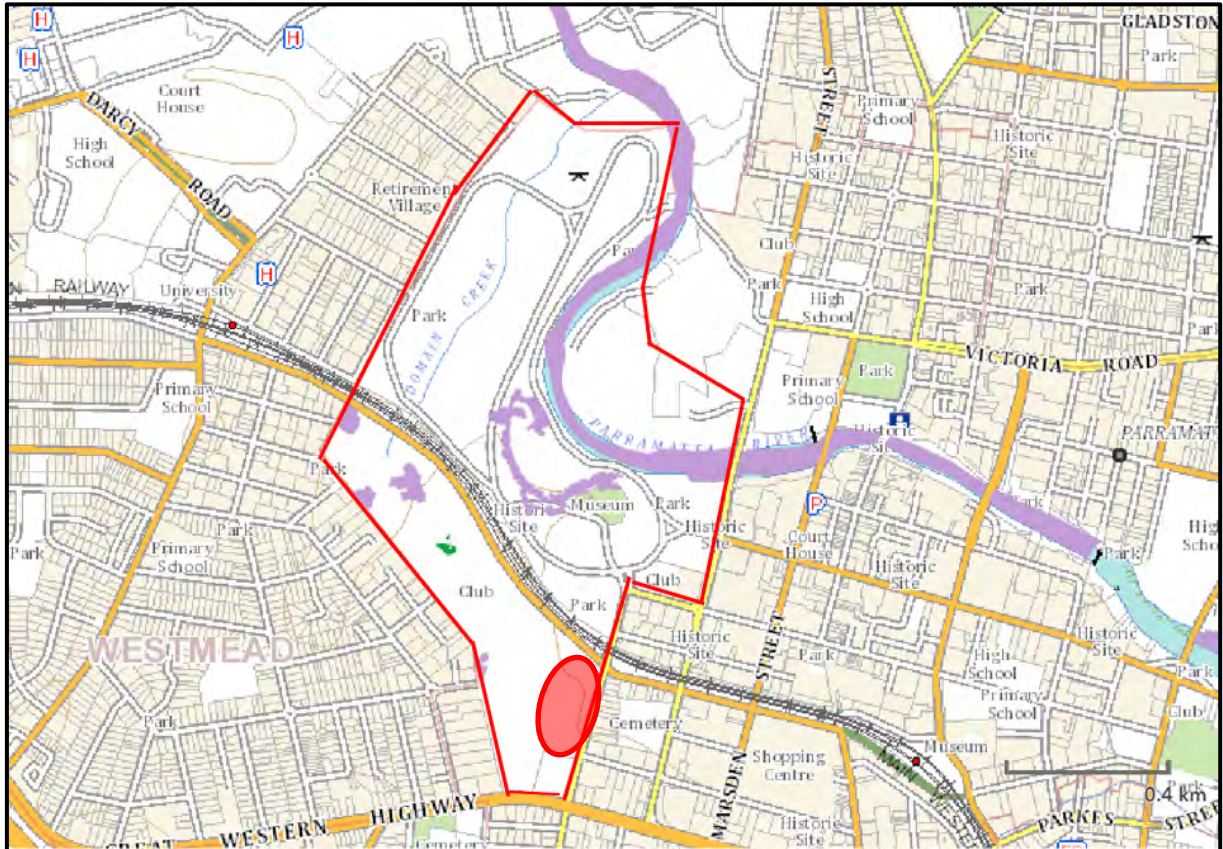 GLADSTON
H
H
H
Park
Court
House
DARCY
ROAD
High
School
STREET
Primary
School
Historic
Site
Historic
Site
Retirement
Village
Club
RAILWAY
University
Park
DOMAIN CREEK
Park
High
School
Park
VICTORIA ROAD
Primary
School
Park
Primary
School
PARRAMATTA RIVER
Historic
Site
Park
Museum
Historic
Site
Park
Historic
Site
P
Court
House
Historic
Site
Park
Park
Park
Park
Primary
School
Club
Park
Club
WESTMEAD
Historic
Site
STREET
Park
High
School
Primary
School
Historic
Site
Park
Club
Park
Cemetery
MARSDEN
Shopping
Centre
Museum
MAIN
0.4 km
GREAT WESTERN HIGHWAY
Cemetery
Historic
Site
PARKES